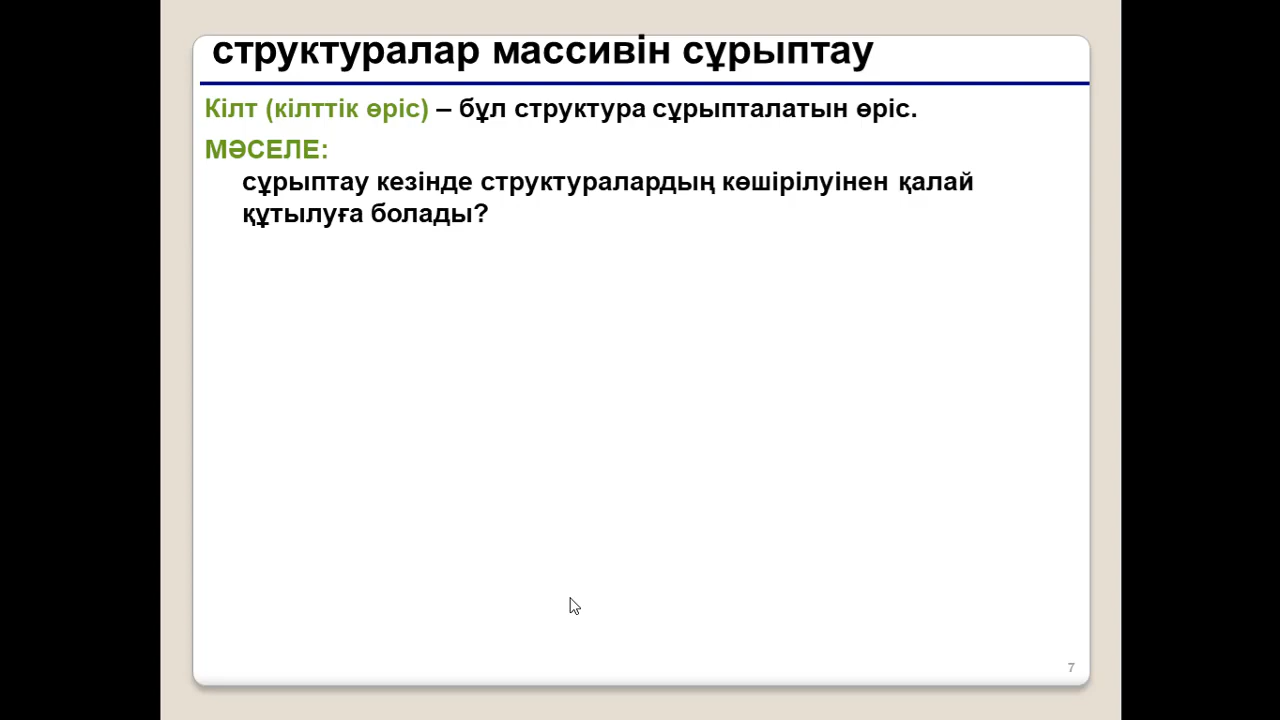 структуралар массивін сұрыптау
Кілт (кілттік өріс) – бұл структура сұрыпталатын өріс.
МӘСЕЛЕ:
сұрыптау кезінде структуралардың көшірілуінен қалай
құтылуға болады?
7